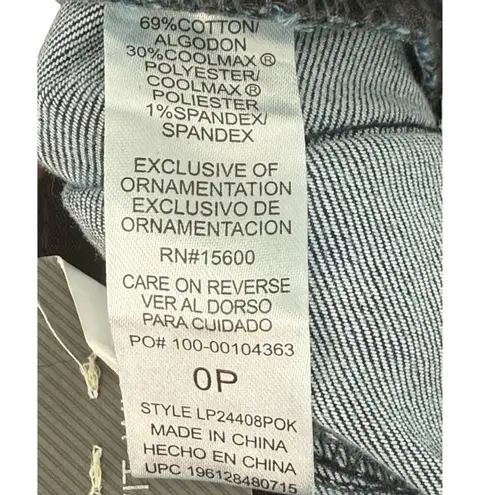 69%COTTON/
ALGODON
30%COOLMAX®
POLYESTER/
COOLMAX®
POLIESTER
1%SPANDEX/
SPANDEX
EXCLUSIVE OF
ORNAMENTATION
EXCLUSIVO DE
ORNAMENTACION
RN#15600
CARE ON REVERSE
VER AL DORSO
PARA CUIDADO
PO# 100-00104363
0P
STYLE LP24408POK
MADE IN CHINA
HECHO EN CHINA
UPC 196128480715